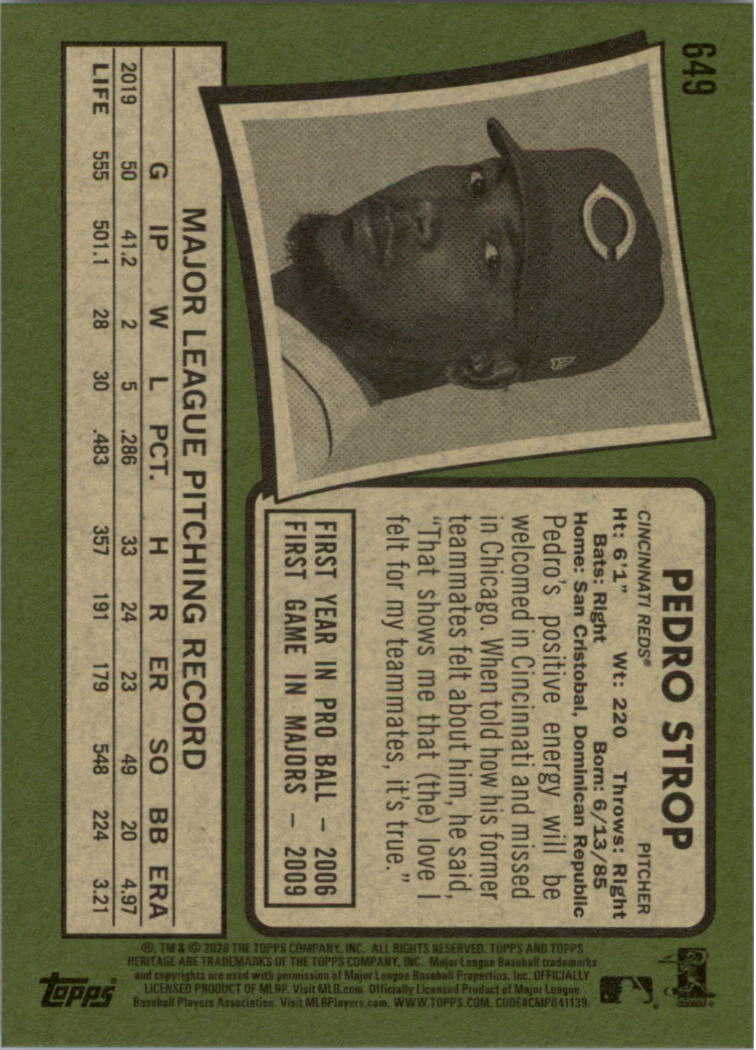 649
PEDRO STROP
CINCINNATI REDS® PITCHER
Ht: 6'1" Wt: 220 Throws: Right
Bats: Right Born: 6/13/85
Home: San Cristobal, Dominican Republic
Pedro's positive energy will be
welcomed in Cincinnati and missed
in Chicago. When told how his former
teammates felt about him, he said,
“That shows me that (the) love I
felt for my teammates, it's true.”
FIRST YEAR IN PRO BALL – 2006
FIRST GAME IN MAJORS – 2009
MAJOR LEAGUE PITCHING RECORD
G IP W L PCT. H R ER SO BB ERA
2019 50 41.2 2 5 .286 33 24 23 49 20 4.97
LIFE 555 501.1 28 30 .483 357 191 179 548 224 3.21
®, TM & © 2020 THE TOPPS COMPANY, INC. ALL RIGHTS RESERVED. TOPPS AND TOPPS
HERITAGE ARE TRADEMARKS OF THE TOPPS COMPANY, INC. Major League Baseball trademarks
and copyrights are used with permission of Major League Baseball Properties, Inc. OFFICIALLY
LICENSED PRODUCT OF MLBP. Visit MLB.com. Officially Licensed Product of Major League
Baseball Players Association. Visit MLBPlayers.com. WWW.TOPPS.COM. CODE#CMP041139.
topps®